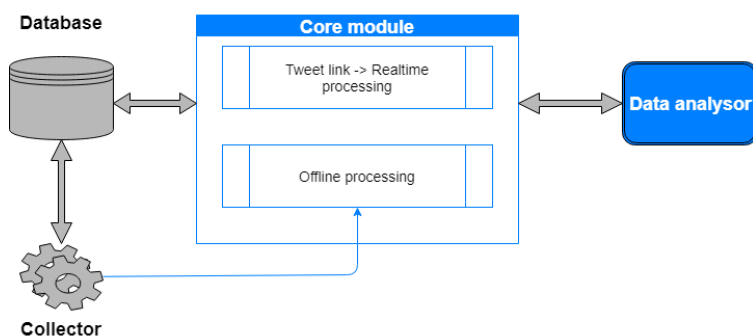 Database
Core module
Tweet link -> Realtime
processing
Data analysor
Offline processing
Collector